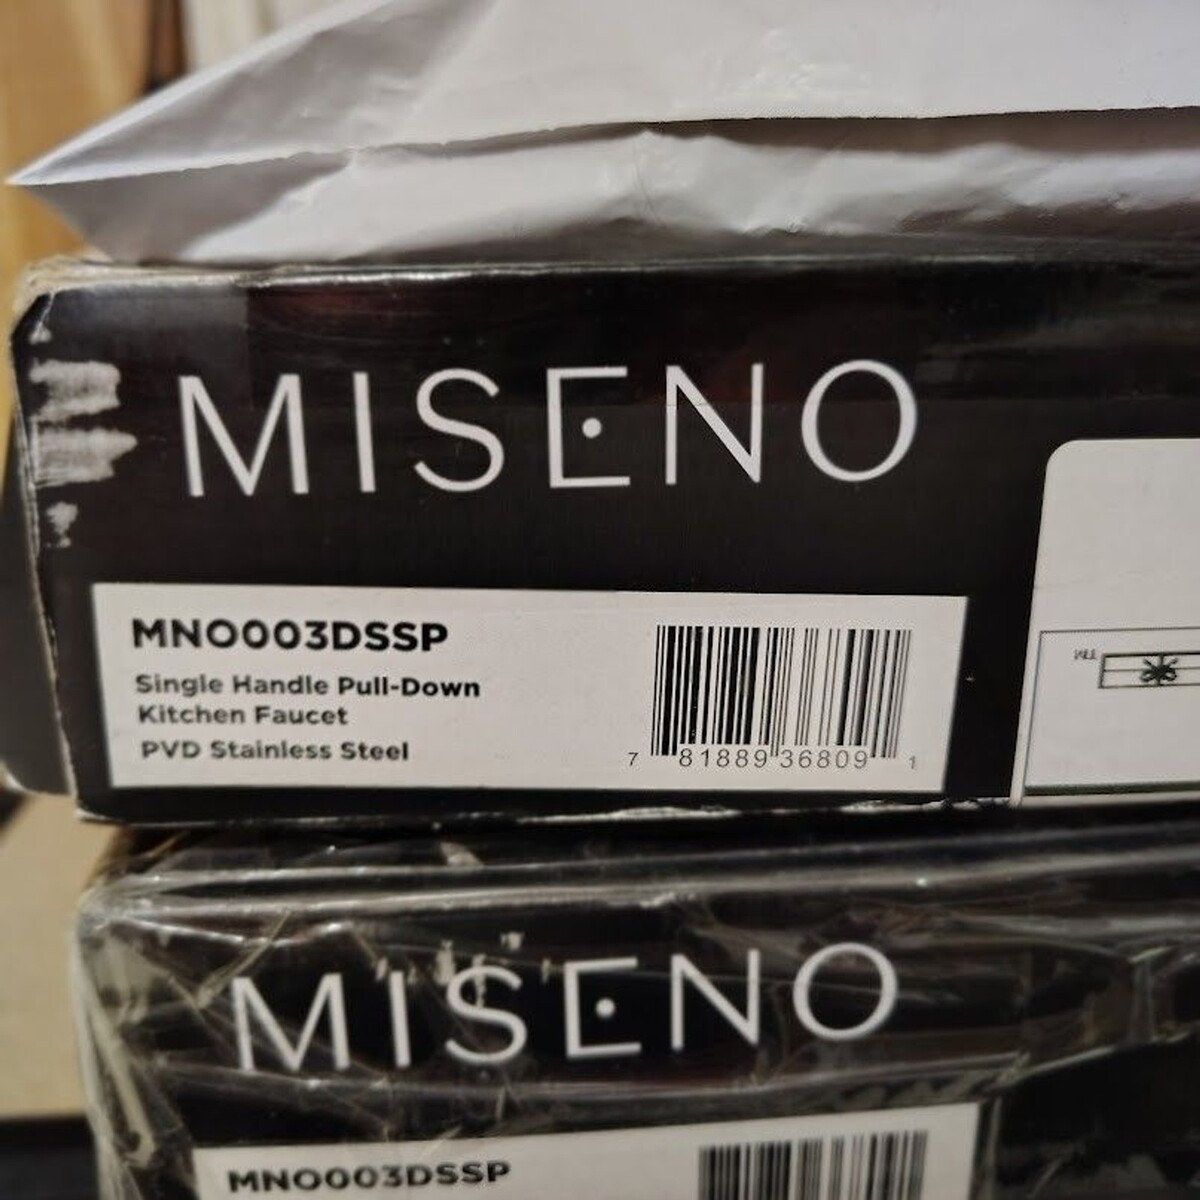 MISENO
MNO003DSSP
Single Handle Pull-Down
Kitchen Faucet
PVD Stainless Steel
7 81889 36809 1
MISENO
MNO003DSSP